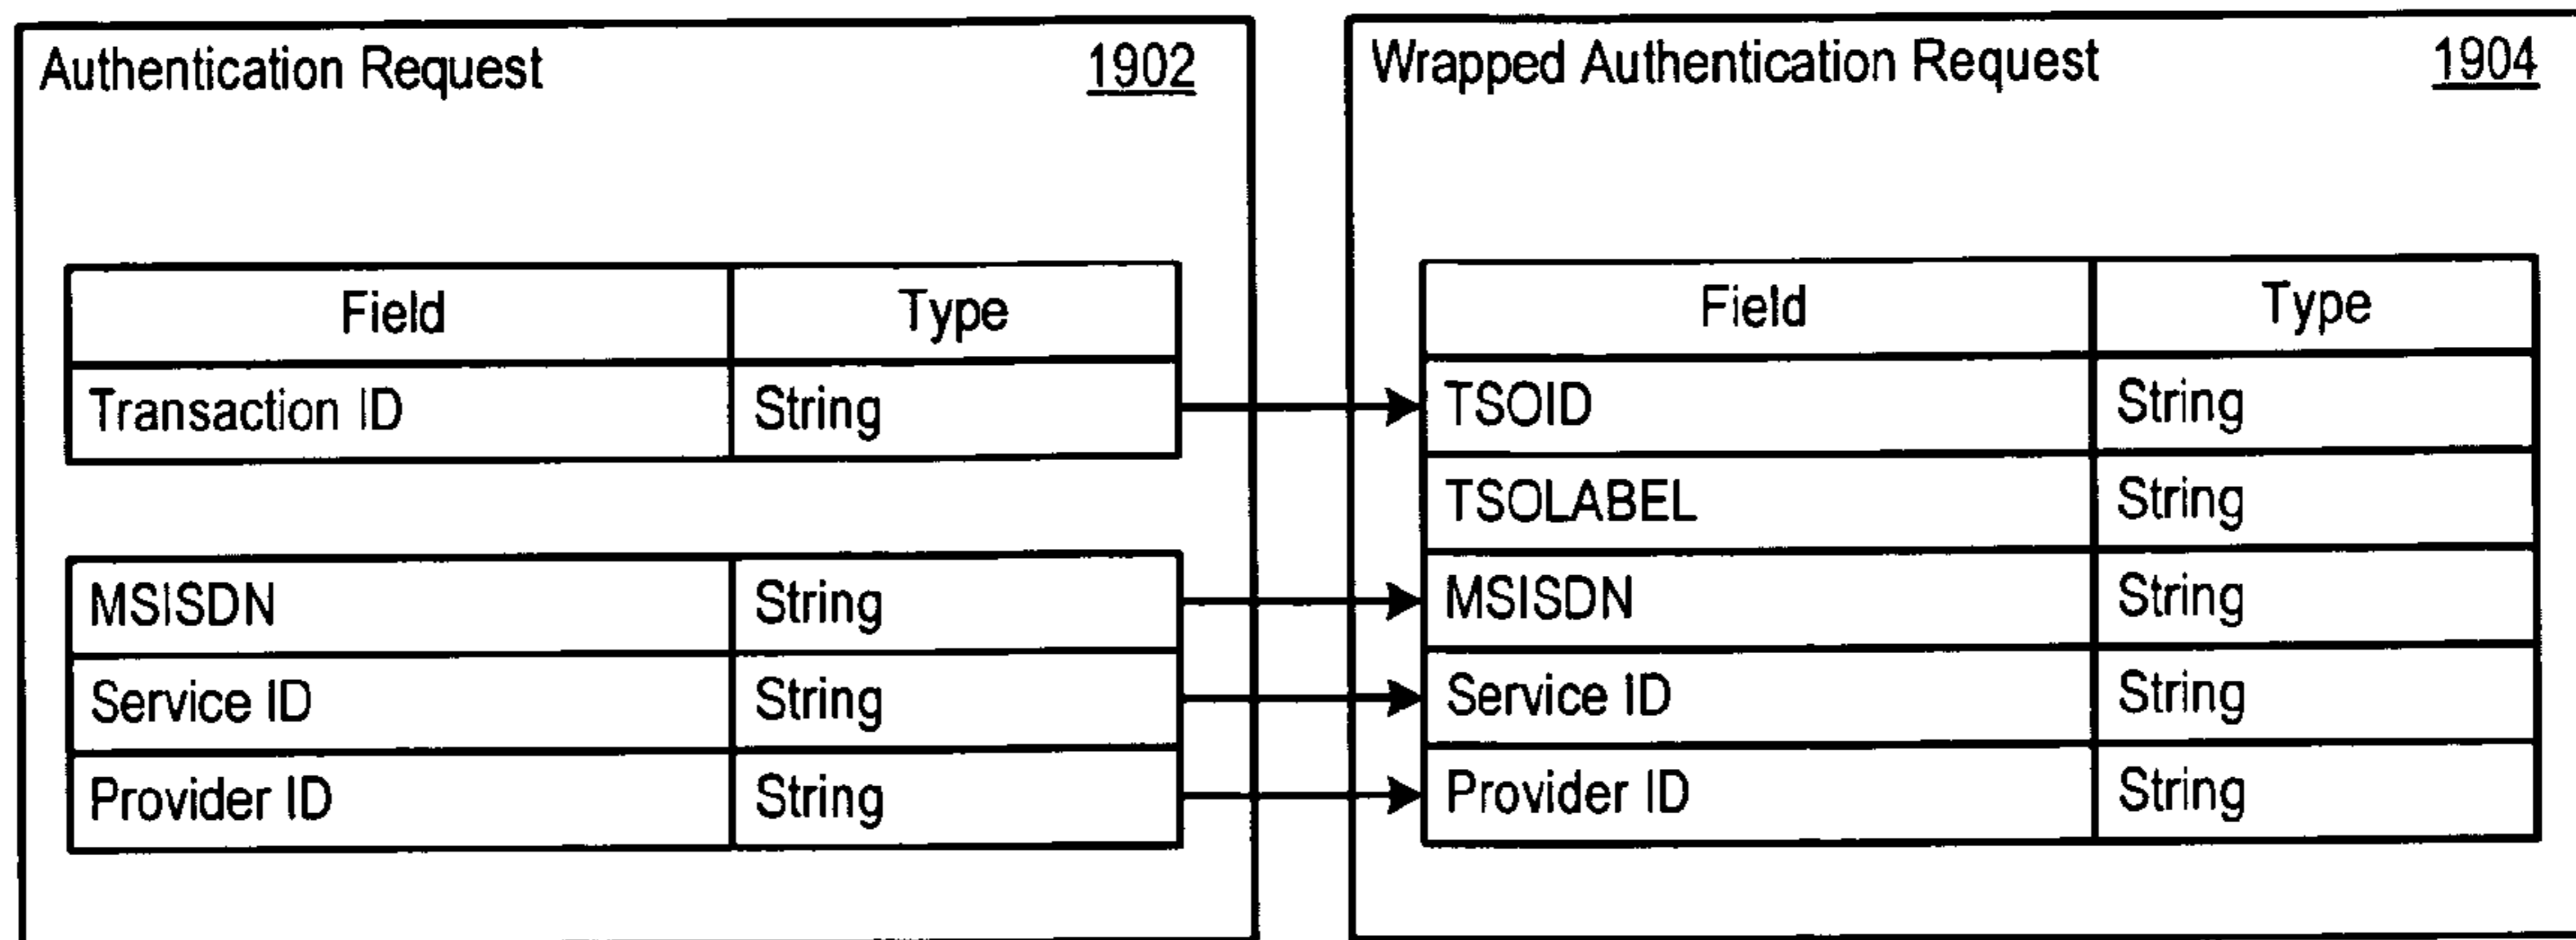 Authentication Request 1902
Field Type
Transaction ID String
MSISDN String
Service ID String
Provider ID String
Wrapped Authentication Request 1904
Field Type
TSOID String
TSOLABEL String
MSISDN String
Service ID String
Provider ID String